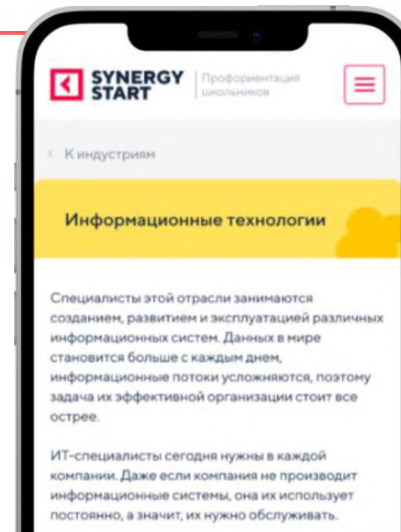 SYNERGY
START
Профориентация
школьников
К индустриям
Информационные технологии
Специалисты этой отрасли занимаются
созданием, развитием и эксплуатацией различных
информационных систем. Данных в мире
становится больше с каждым днем,
информационные потоки усложняются, поэтому
задача их эффективной организации стоит все
острее.
ИТ-специалисты сегодня нужны в каждой
компании. Даже если компания не производит
информационные системы, она их использует
постоянно, а значит, их нужно обслуживать.